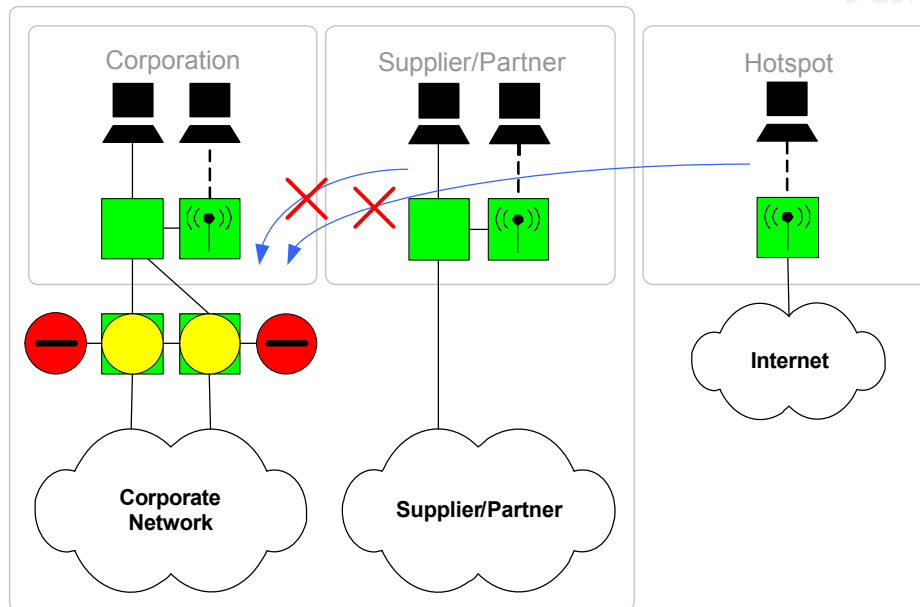 Corporation
Supplier/Partner
Hotspot
Internet
Corporate
Network
Supplier/Partner